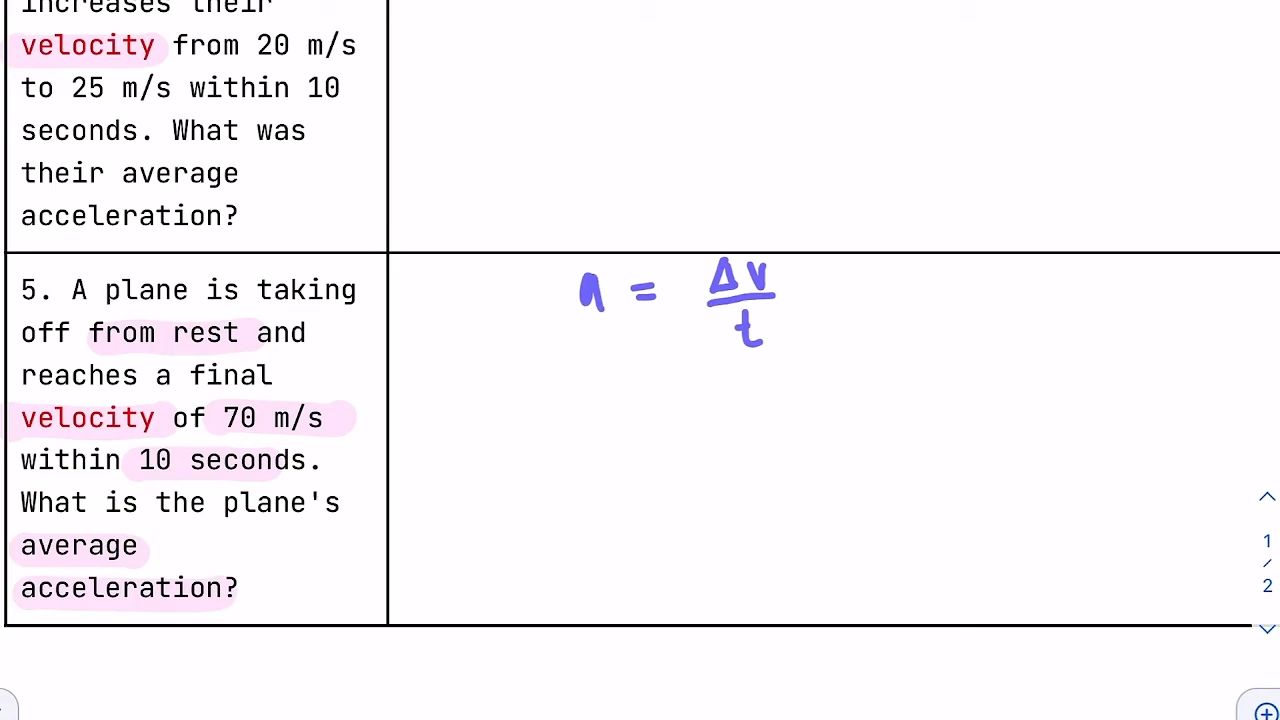 increases their
velocity from 20 m/s
to 25 m/s within 10
seconds. What was
their average
acceleration?
5. A plane is taking
off from rest and
reaches a final
velocity of 70 m/s
within 10 seconds.
What is the plane's
average
acceleration?
a = Δv
t
1
/
2